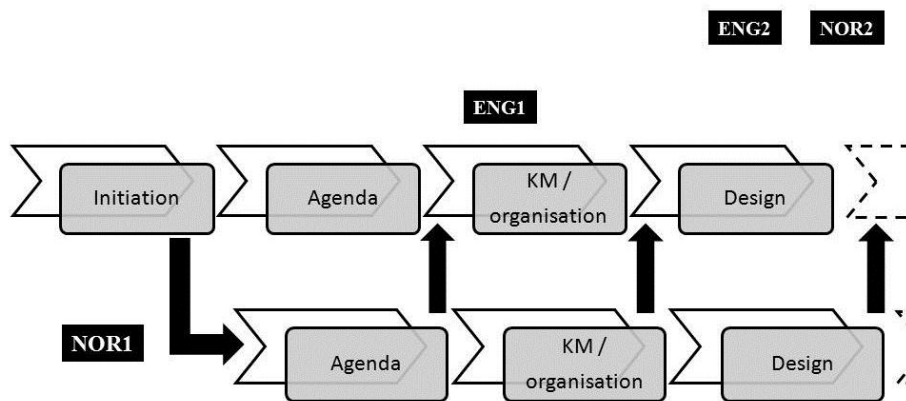 ENG2 NOR2
ENG1
Initiation
Agenda
KM /
organisation
Design
NOR1
Agenda
KM /
organisation
Design